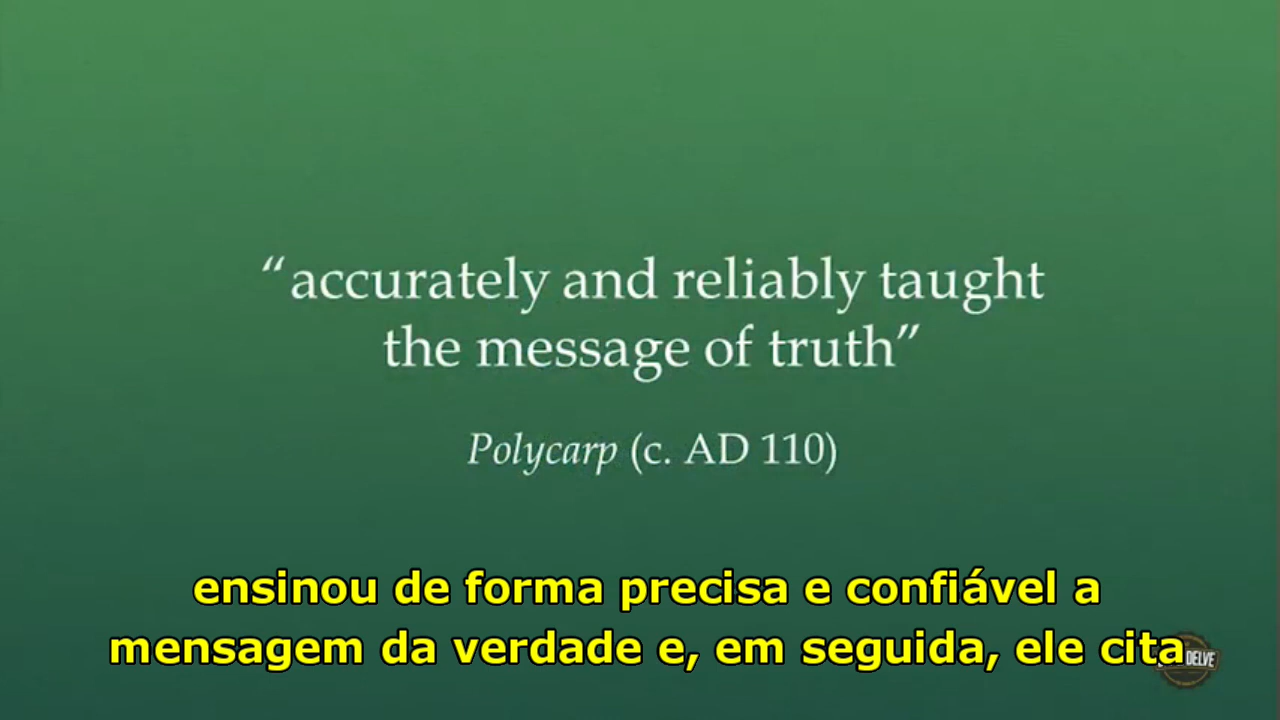 “accurately and reliably taught
the message of truth”
Polycarp (c. AD 110)
ensinou de forma precisa e confiável a
mensagem da verdade e, em seguida, ele cita
DELVE